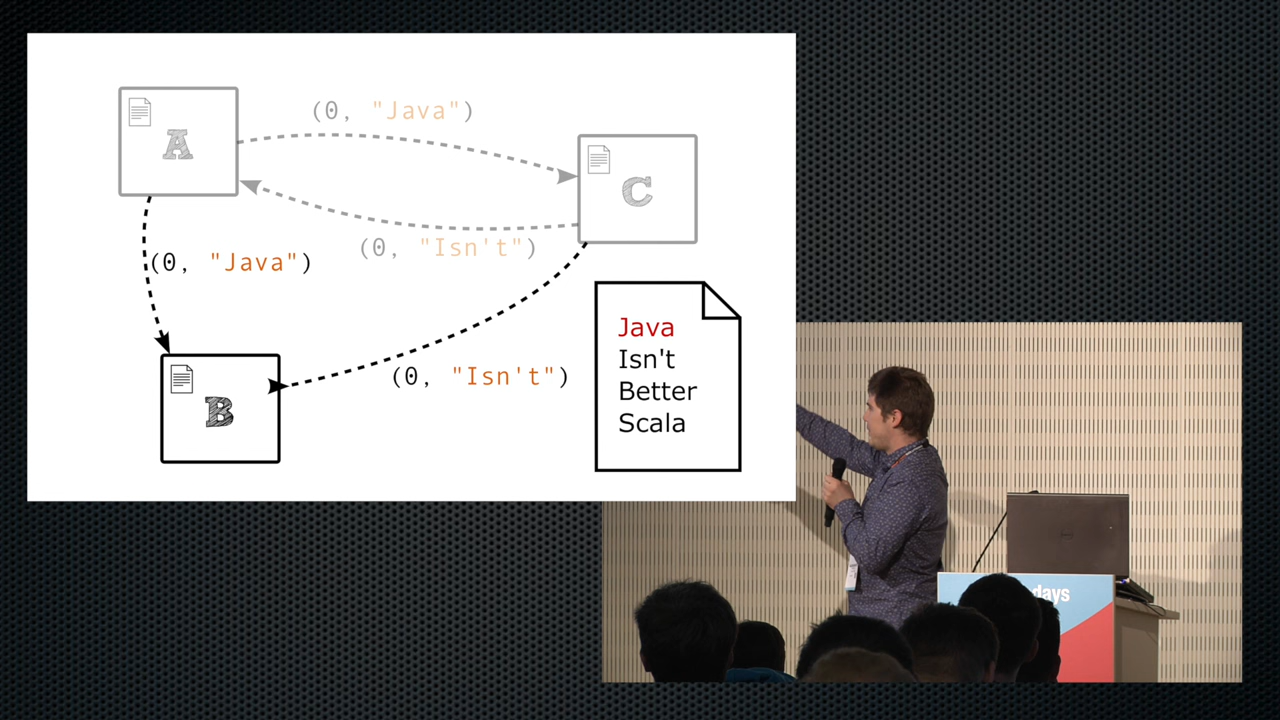 (0, "Java")
A
C
(0, "Isn't")
(0, "Java")
Java
Isn't
Better
Scala
(0, "Isn't")
B
days